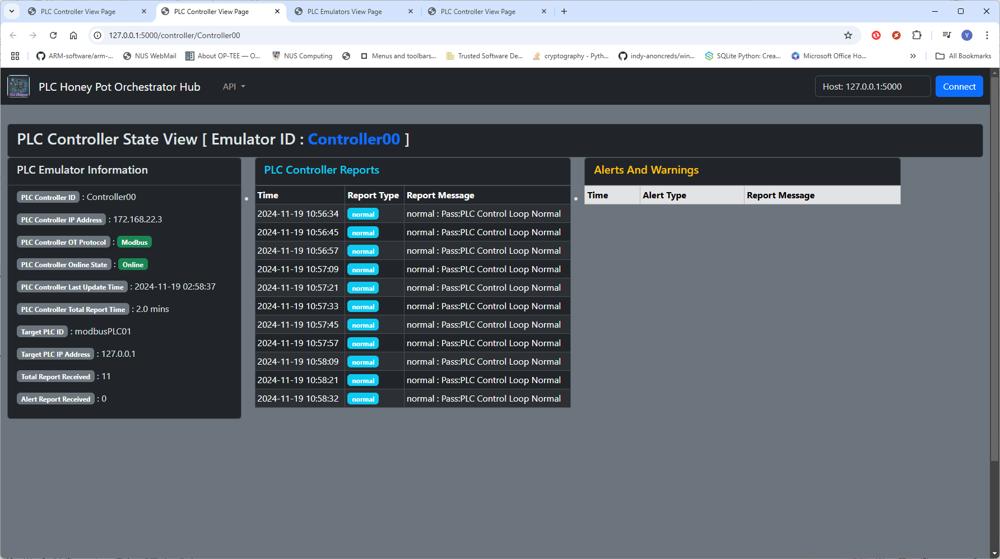 PLC Controller View Page
PLC Controller View Page
PLC Emulators View Page
PLC Controller View Page
127.0.0.1:5000/controller/Controller00
Y
ARM-software/arm-...
NUS WebMail
About OP-TEE — O...
NUS Computing
Menus and toolbars...
Trusted Software De...
cryptography - Pyth...
indy-anoncreds/win...
SQLite Python: Crea...
Microsoft Office Ho...
All Bookmarks
PLC Honey Pot Orchestrator Hub
API
Host: 127.0.0.1:5000
Connect
PLC Controller State View [ Emulator ID : Controller00 ]
PLC Emulator Information
PLC Controller ID : Controller00
PLC Controller IP Address : 172.168.22.3
PLC Controller OT Protocol : Modbus
PLC Controller Online State : Online
PLC Controller Last Update Time : 2024-11-19 02:58:37
PLC Controller Total Report Time : 2.0 mins
Target PLC ID : modbusPLC01
Target PLC IP Address : 127.0.0.1
Total Report Received : 11
Alert Report Received : 0
PLC Controller Reports
Time Report Type Report Message
2024-11-19 10:56:34 normal normal : Pass:PLC Control Loop Normal
2024-11-19 10:56:45 normal normal : Pass:PLC Control Loop Normal
2024-11-19 10:56:57 normal normal : Pass:PLC Control Loop Normal
2024-11-19 10:57:09 normal normal : Pass:PLC Control Loop Normal
2024-11-19 10:57:21 normal normal : Pass:PLC Control Loop Normal
2024-11-19 10:57:33 normal normal : Pass:PLC Control Loop Normal
2024-11-19 10:57:45 normal normal : Pass:PLC Control Loop Normal
2024-11-19 10:57:57 normal normal : Pass:PLC Control Loop Normal
2024-11-19 10:58:09 normal normal : Pass:PLC Control Loop Normal
2024-11-19 10:58:21 normal normal : Pass:PLC Control Loop Normal
2024-11-19 10:58:32 normal normal : Pass:PLC Control Loop Normal
Alerts And Warnings
Time Alert Type Report Message